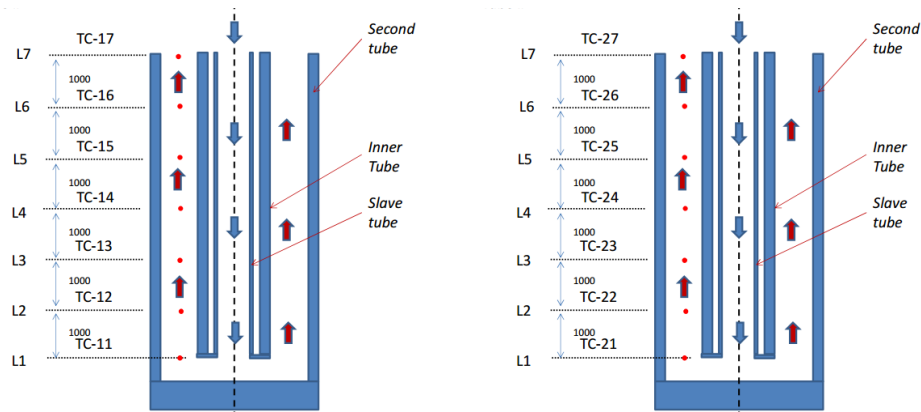 TC-17
L7
1000
TC-16
L6
1000
TC-15
L5
1000
TC-14
L4
1000
TC-13
L3
1000
TC-12
L2
1000
TC-11
L1
Second
tube
Inner
Tube
Slave
tube
TC-27
L7
1000
TC-26
L6
1000
TC-25
L5
1000
TC-24
L4
1000
TC-23
L3
1000
TC-22
L2
1000
TC-21
L1
Second
tube
Inner
Tube
Slave
tube